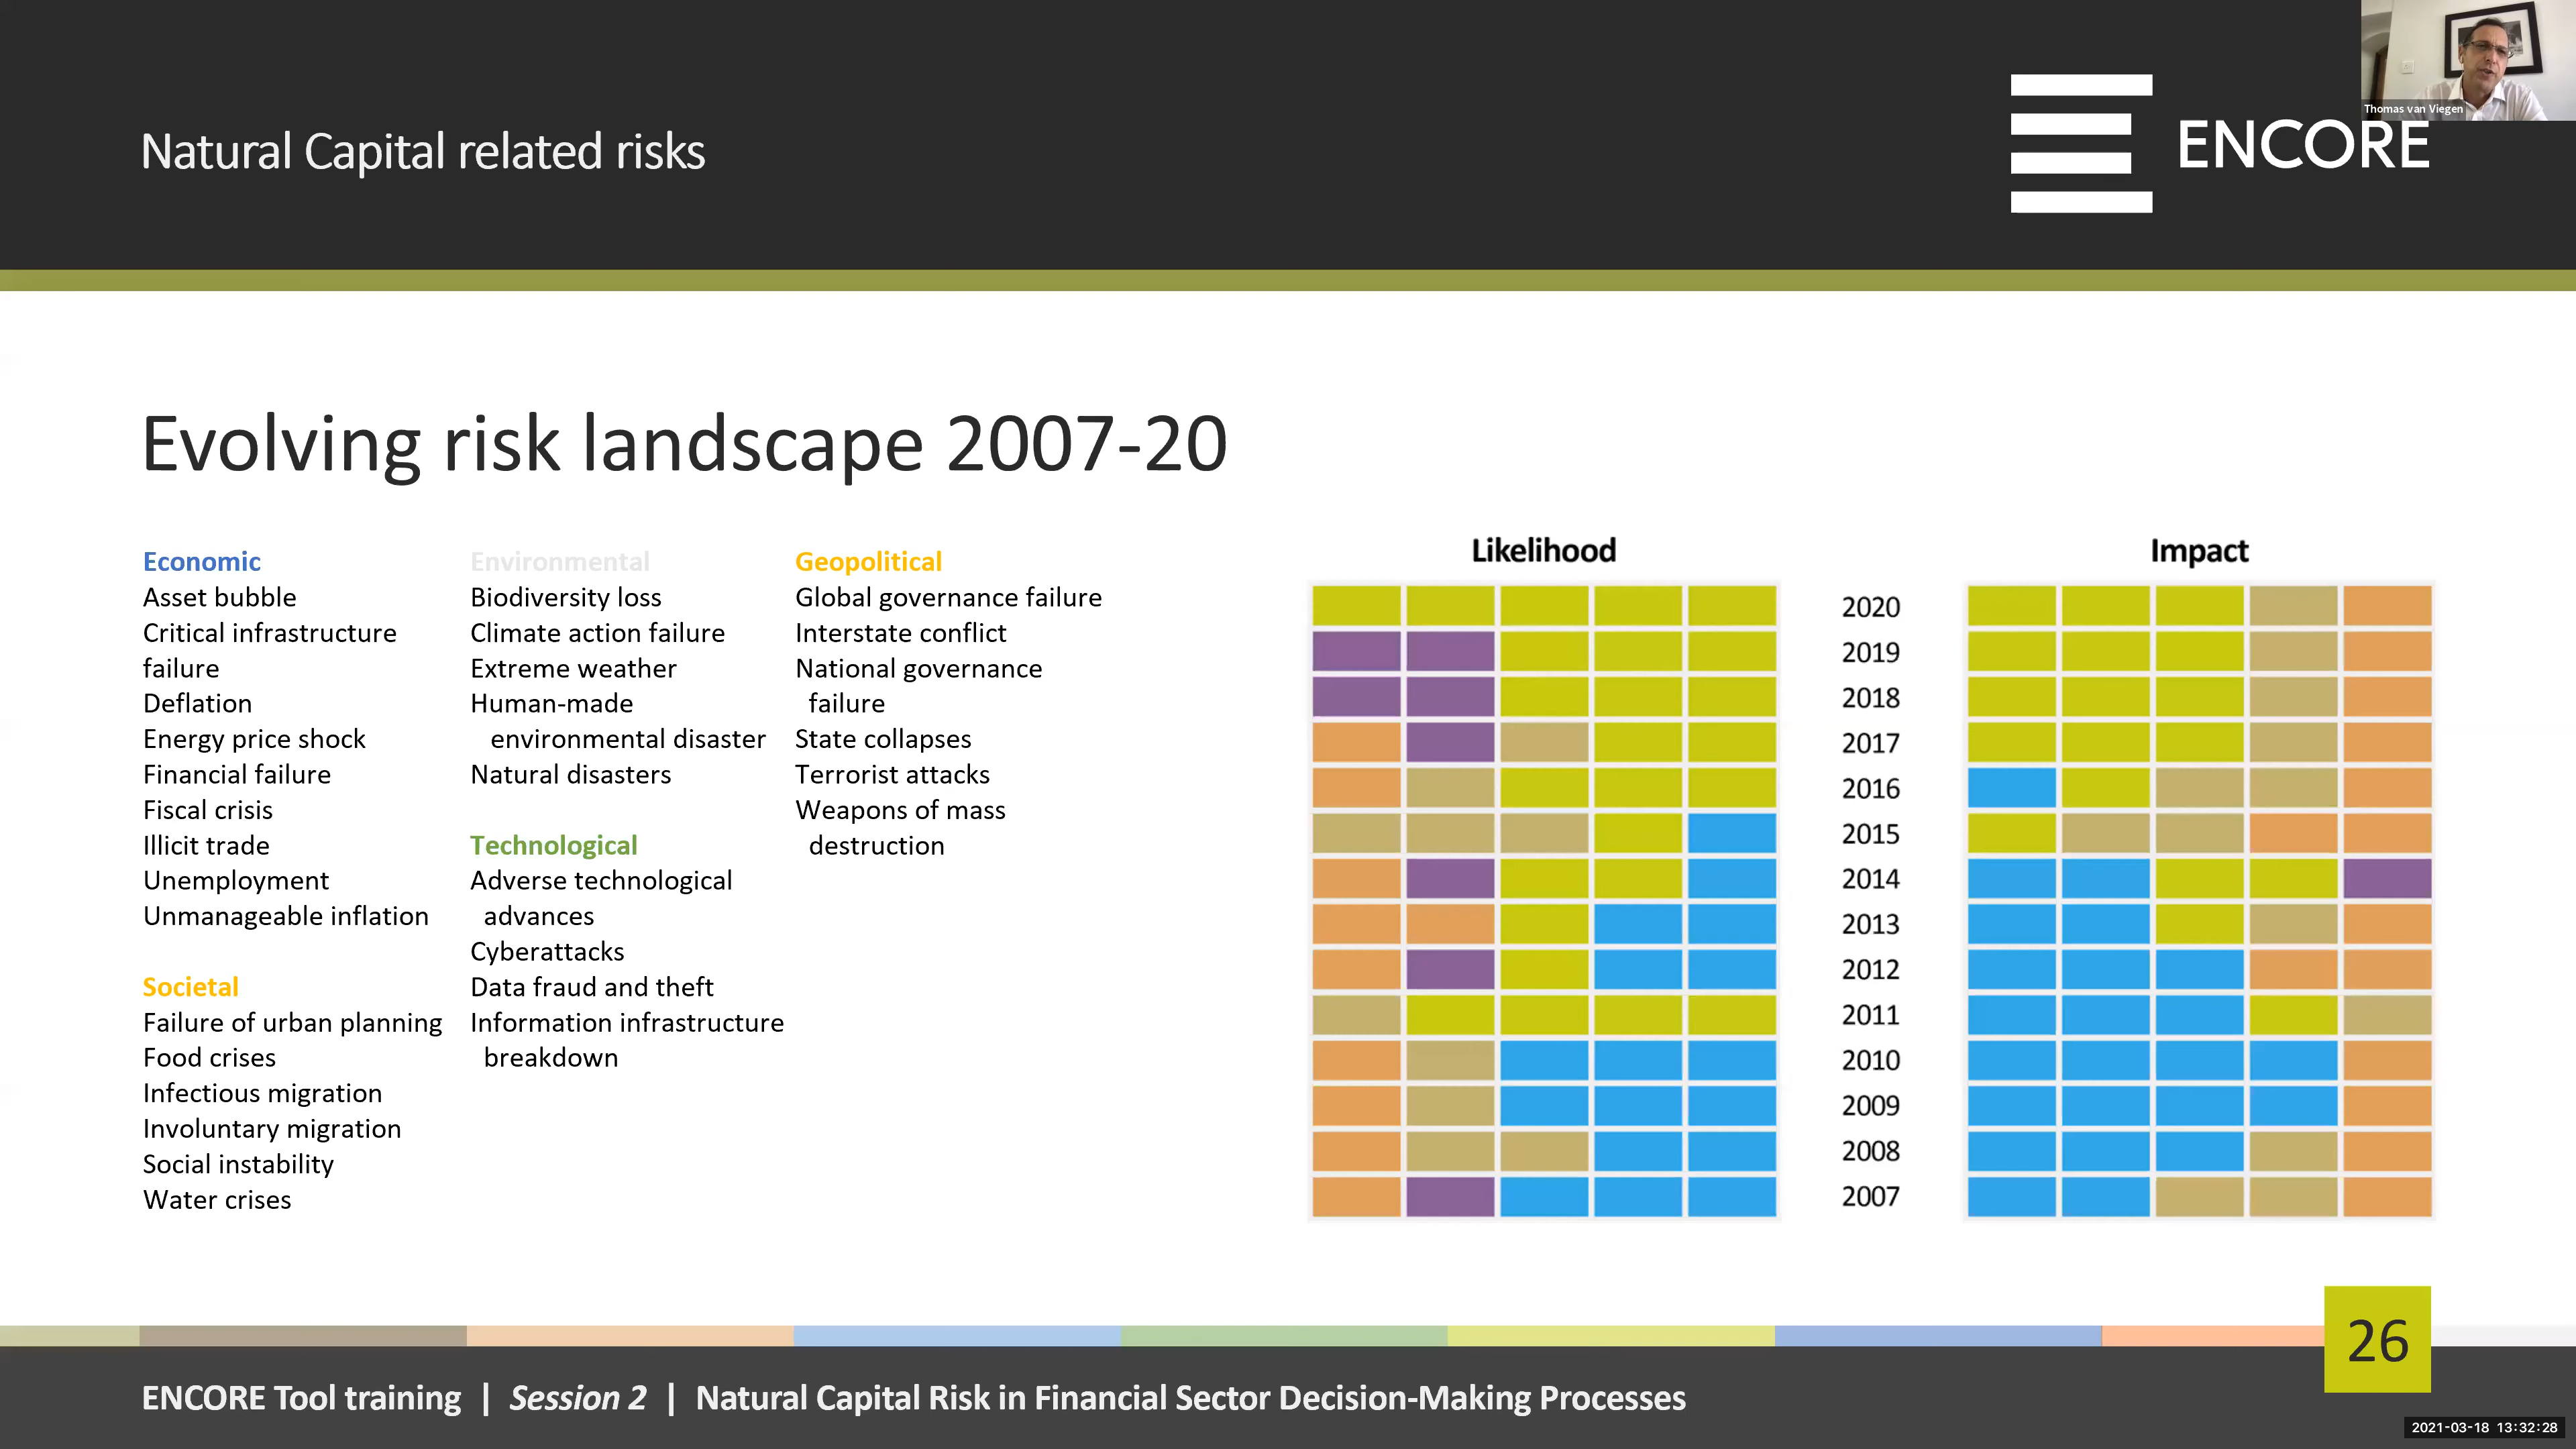 Thomas van Viegen
Natural Capital related risks
ENCORE
Evolving risk landscape 2007-20
Economic
Asset bubble
Critical infrastructure
failure
Deflation
Energy price shock
Financial failure
Fiscal crisis
Illicit trade
Unemployment
Unmanageable inflation
Societal
Failure of urban planning
Food crises
Infectious migration
Involuntary migration
Social instability
Water crises
Environmental
Biodiversity loss
Climate action failure
Extreme weather
Human-made
environmental disaster
Natural disasters
Technological
Adverse technological
advances
Cyberattacks
Data fraud and theft
Information infrastructure
breakdown
Geopolitical
Global governance failure
Interstate conflict
National governance
failure
State collapses
Terrorist attacks
Weapons of mass
destruction
Likelihood
Impact
2020
2019
2018
2017
2016
2015
2014
2013
2012
2011
2010
2009
2008
2007
26
ENCORE Tool training | Session 2 | Natural Capital Risk in Financial Sector Decision-Making Processes
2021-03-18 13:32:28